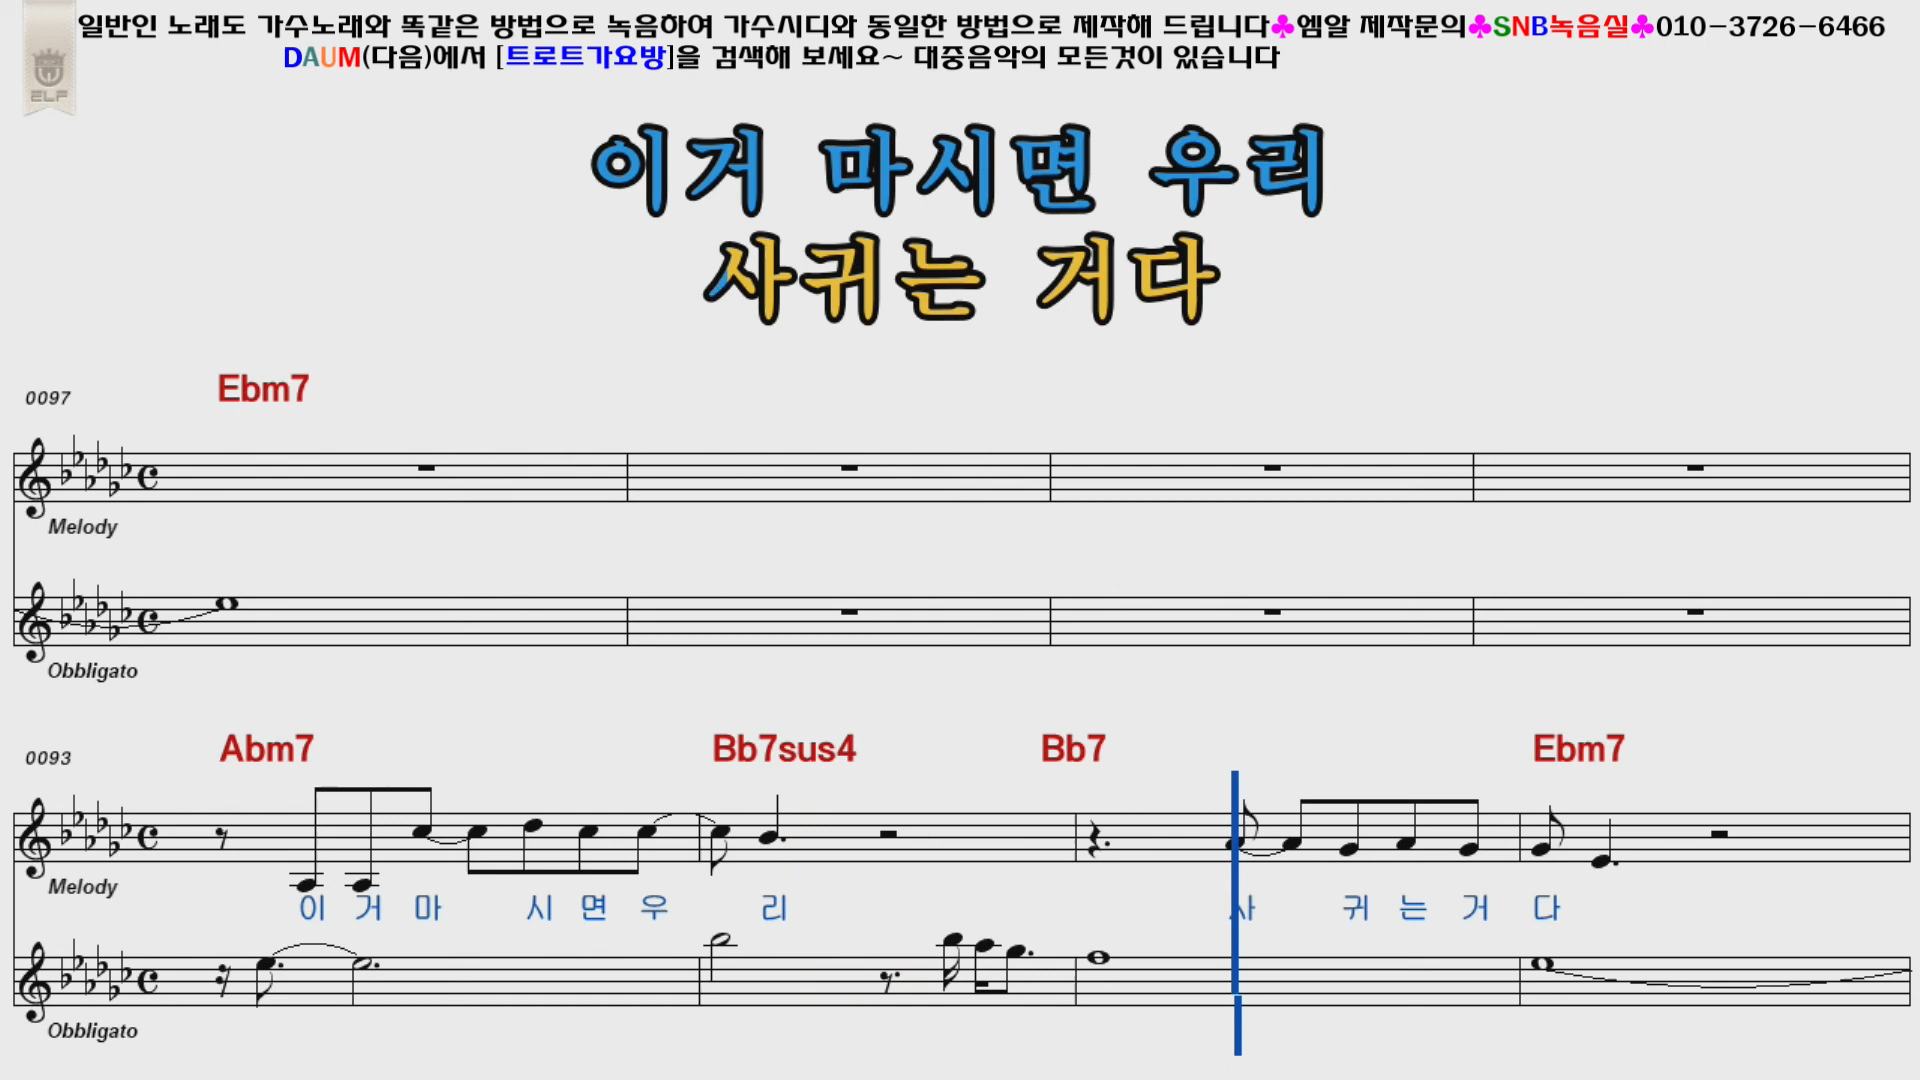 일반인 노래도 가수노래와 똑같은 방법으로 녹음하여 가수시디와 동일한 방법으로 제작해 드립니다♣엠알 제작문의♣SNB녹음실♣010-3726-6466
DAUM(다음)에서 [트로트가요방]을 검색해 보세요~ 대중음악의 모든것이 있습니다
ELF
이거 마시면 우리
사귀는 거다
0097 Ebm7
Melody
Obbligato
0093 Abm7 Bb7sus4 Bb7 Ebm7
Melody
이 거 마 시 면 우 리 사 귀 는 거 다
Obbligato